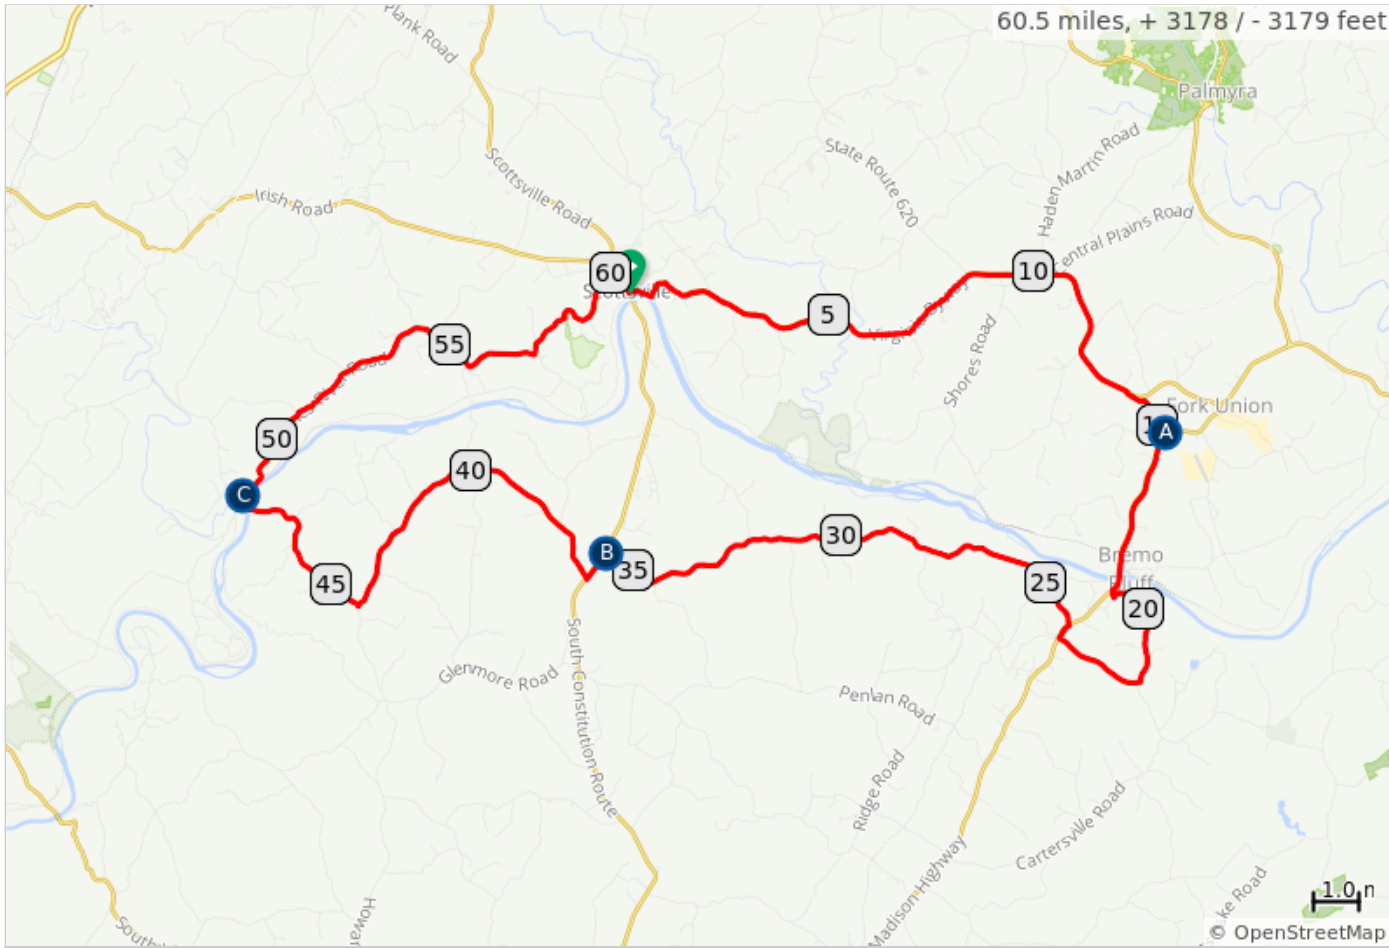 60.5 miles, + 3178 / - 3179 feet
Plank Road
Palmyra
State Route 620
Haden Martin Road
Scottsville Road
Irish Road
Central Plains Road
60
10
Scottsville
5
Shores Road
55
Fork Union
A
50
C
40
30
B
35
Bremo
Bluff
25
45
20
Glenmore Road
South Constitution Route
Penlan Road
Ridge Road
Cartersville Road
Madison Highway
1.0
© OpenStreetMap